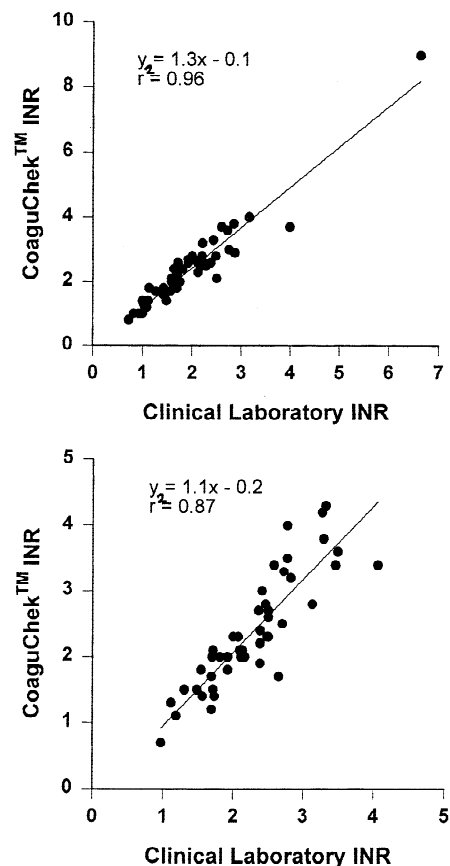 10
y = 1.3x - 0.1
r² = 0.96
8
6
4
2
0
CoaguChek™ INR
0 1 2 3 4 5 6 7
Clinical Laboratory INR
5
y = 1.1x - 0.2
r² = 0.87
4
3
2
1
0
CoaguChek™ INR
0 1 2 3 4 5
Clinical Laboratory INR